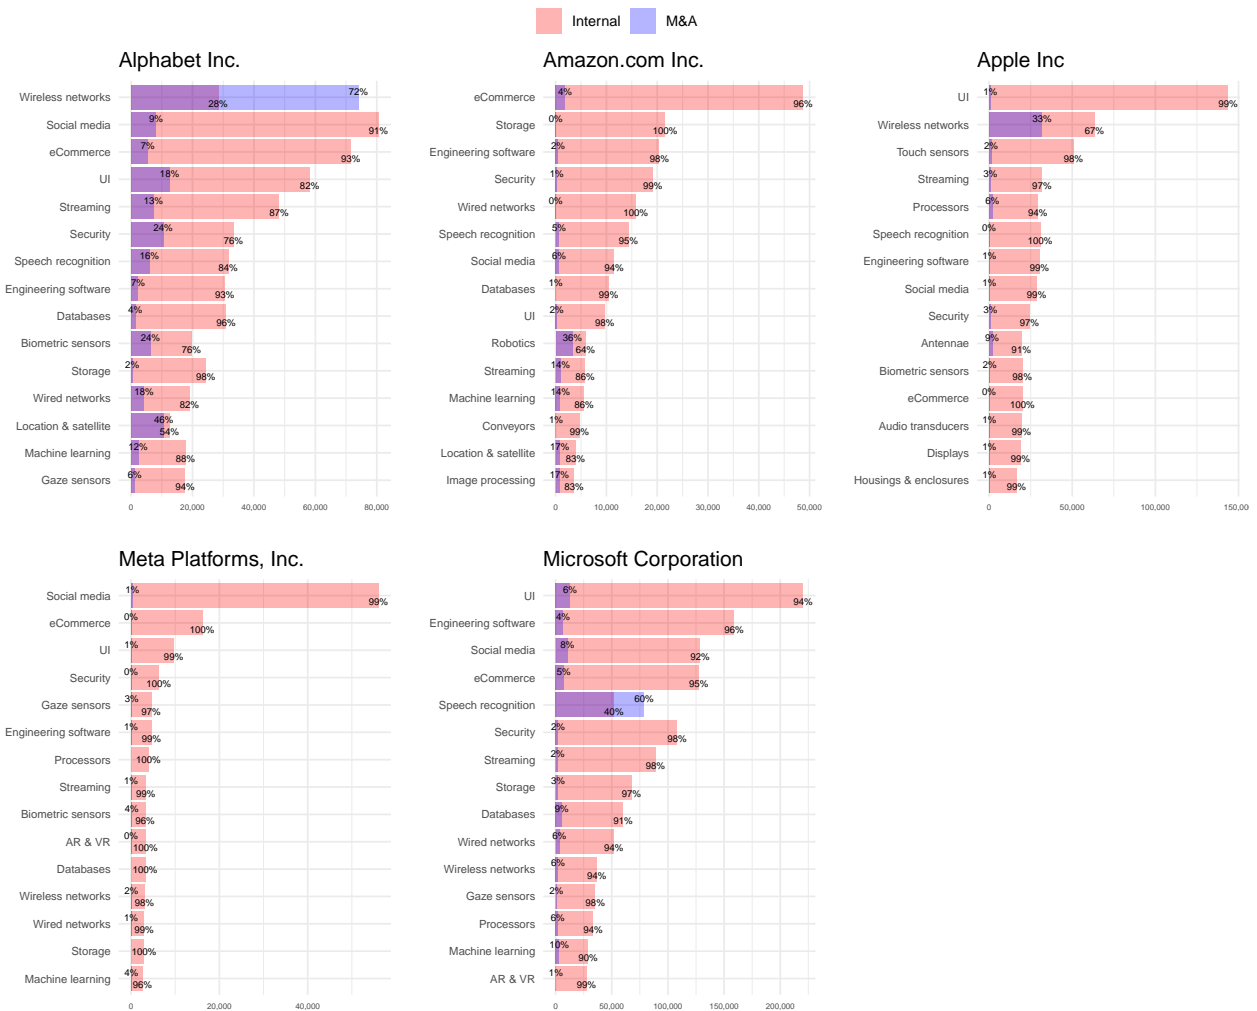 Internal M&A
Alphabet Inc.
Wireless networks 72% 28%
Social media 9% 91%
eCommerce 7% 93%
UI 18% 82%
Streaming 13% 87%
Security 24% 76%
Speech recognition 16% 84%
Engineering software 7% 93%
Databases 4% 96%
Biometric sensors 24% 76%
Storage 2% 98%
Wired networks 18% 82%
Location & satellite 46% 54%
Machine learning 12% 88%
Gaze sensors 6% 94%
0 20,000 40,000 60,000 80,000
Amazon.com Inc.
eCommerce 4% 96%
Storage 0% 100%
Engineering software 2% 98%
Security 1% 99%
Wired networks 0% 100%
Speech recognition 5% 95%
Social media 6% 94%
Databases 1% 99%
UI 2% 98%
Robotics 36% 64%
Streaming 14% 86%
Machine learning 14% 86%
Conveyors 1% 99%
Location & satellite 17% 83%
Image processing 17% 83%
0 10,000 20,000 30,000 40,000 50,000
Apple Inc
UI 1% 99%
Wireless networks 33% 67%
Touch sensors 2% 98%
Streaming 3% 97%
Processors 6% 94%
Speech recognition 0% 100%
Engineering software 1% 99%
Social media 1% 99%
Security 3% 97%
Antennae 9% 91%
Biometric sensors 2% 98%
eCommerce 0% 100%
Audio transducers 1% 99%
Displays 1% 99%
Housings & enclosures 1% 99%
0 50,000 100,000 150,000
Meta Platforms, Inc.
Social media 1% 99%
eCommerce 0% 100%
UI 1% 99%
Security 0% 100%
Gaze sensors 3% 97%
Engineering software 1% 99%
Processors 100%
Streaming 1% 99%
Biometric sensors 4% 96%
AR & VR 0% 100%
Databases 100%
Wireless networks 2% 98%
Wired networks 1% 99%
Storage 100%
Machine learning 4% 96%
0 20,000 40,000
Microsoft Corporation
UI 6% 94%
Engineering software 4% 96%
Social media 8% 92%
eCommerce 5% 95%
Speech recognition 60% 40%
Security 2% 98%
Streaming 2% 98%
Storage 3% 97%
Databases 9% 91%
Wired networks 6% 94%
Wireless networks 6% 94%
Gaze sensors 2% 98%
Processors 6% 94%
Machine learning 10% 90%
AR & VR 1% 99%
0 50,000 100,000 150,000 200,000